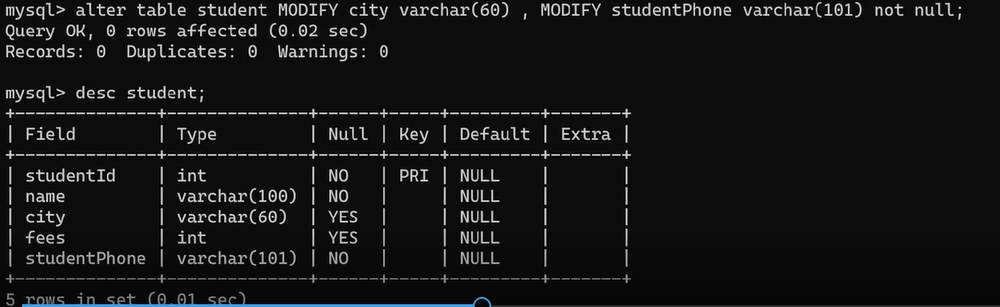 mysql> alter table student MODIFY city varchar(60) , MODIFY studentPhone varchar(101) not null;
Query OK, 0 rows affected (0.02 sec)
Records: 0  Duplicates: 0  Warnings: 0

mysql> desc student;
+--------------+--------------+------+-----+---------+-------+
| Field        | Type         | Null | Key | Default | Extra |
+--------------+--------------+------+-----+---------+-------+
| studentId    | int          | NO   | PRI | NULL    |       |
| name         | varchar(100) | NO   |     | NULL    |       |
| city         | varchar(60)  | YES  |     | NULL    |       |
| fees         | int          | YES  |     | NULL    |       |
| studentPhone | varchar(101) | NO   |     | NULL    |       |
+--------------+--------------+------+-----+---------+-------+
5 rows in set (0.01 sec)